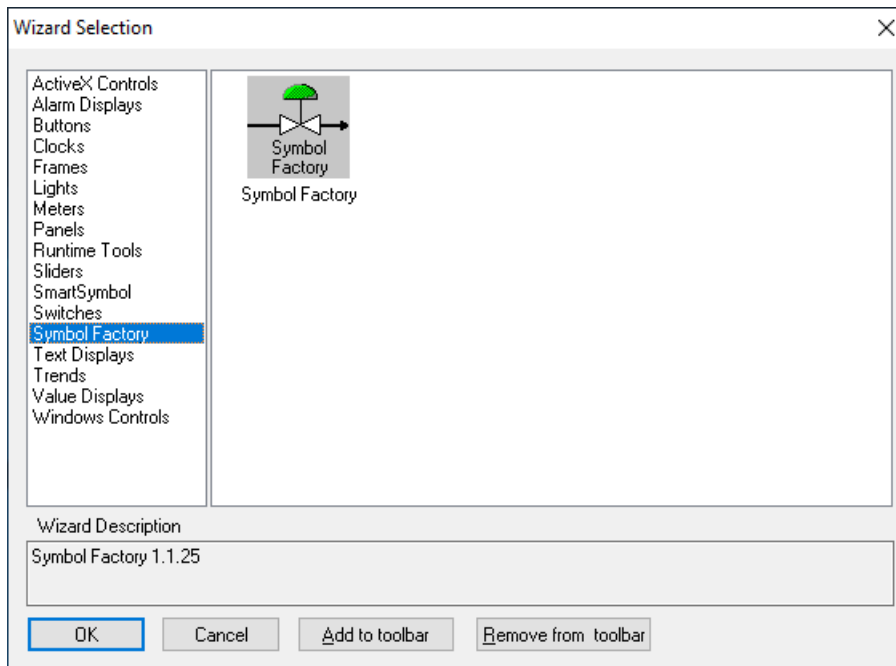 Wizard Selection
ActiveX Controls
Alarm Displays
Buttons
Clocks
Frames
Lights
Meters
Panels
Runtime Tools
Sliders
SmartSymbol
Switches
Symbol Factory
Text Displays
Trends
Value Displays
Windows Controls
Symbol
Factory
Symbol Factory
Wizard Description
Symbol Factory 1.1.25
OK Cancel Add to toolbar Remove from toolbar